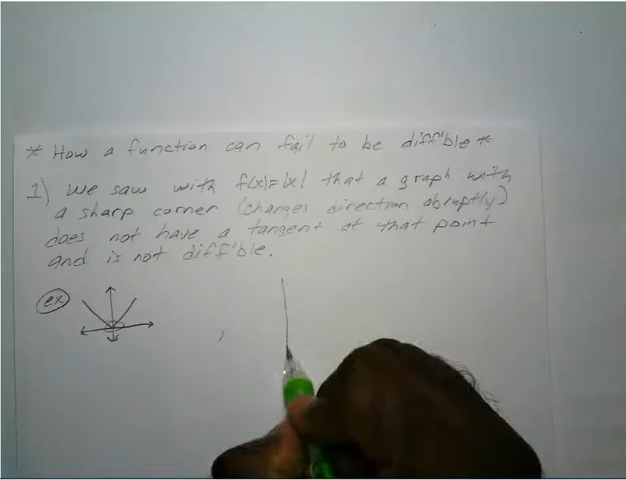 * How a function can fail to be diff'ble *
1) We saw with f(x)=|x| that a graph with
a sharp corner (changes direction abruptly)
does not have a tangent at that point
and is not diff'ble.
ex